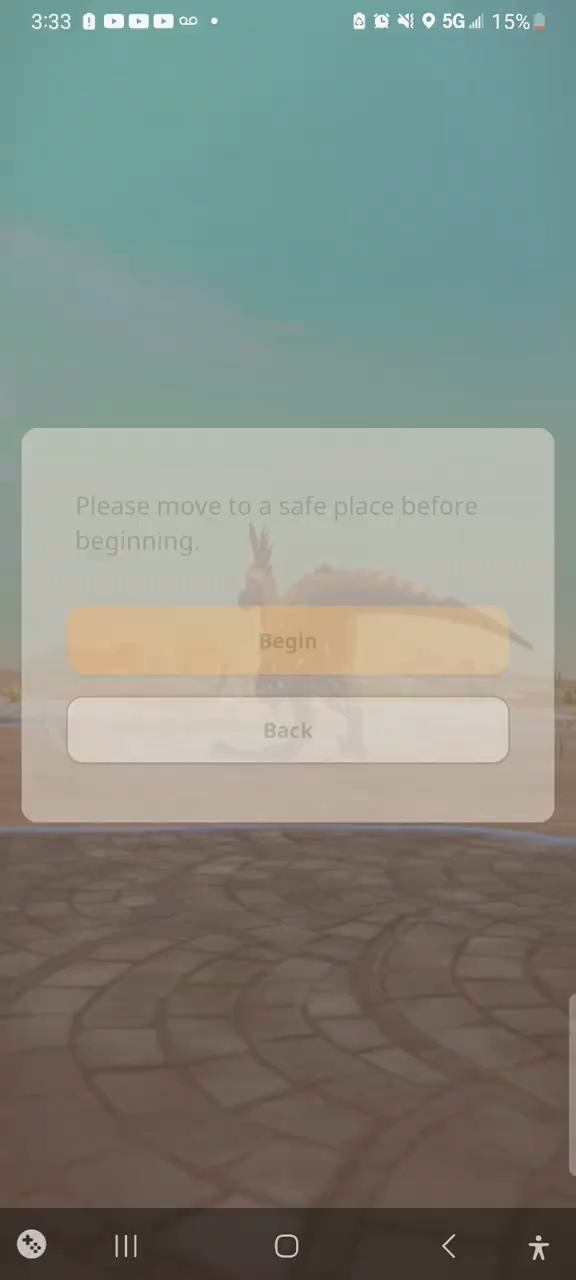 3:33 5G 15%
Please move to a safe place before
beginning.
Begin
Back